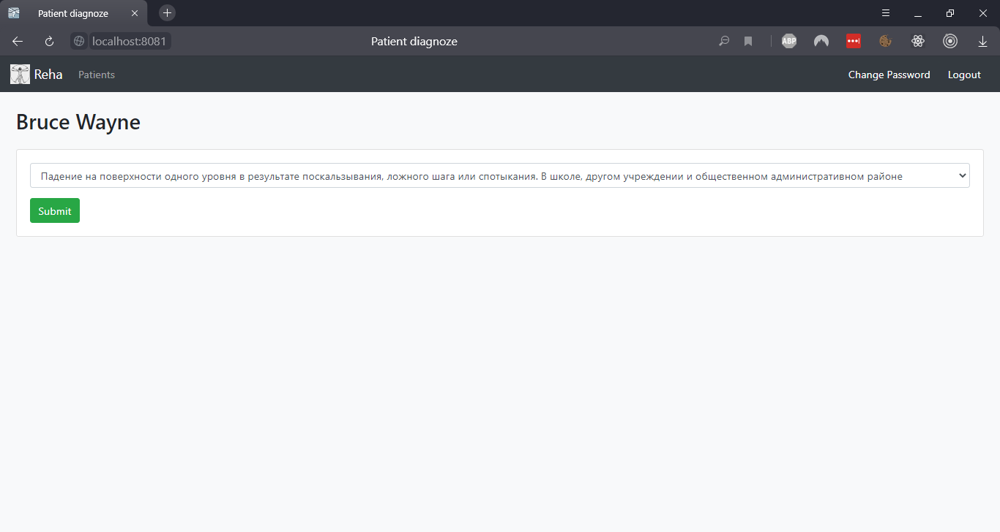 Patient diagnoze
localhost:8081
Patient diagnoze
ABP
Reha
Patients
Change Password
Logout
Bruce Wayne
Падение на поверхности одного уровня в результате поскальзывания, ложного шага или спотыкания. В школе, другом учреждении и общественном административном районе
Submit